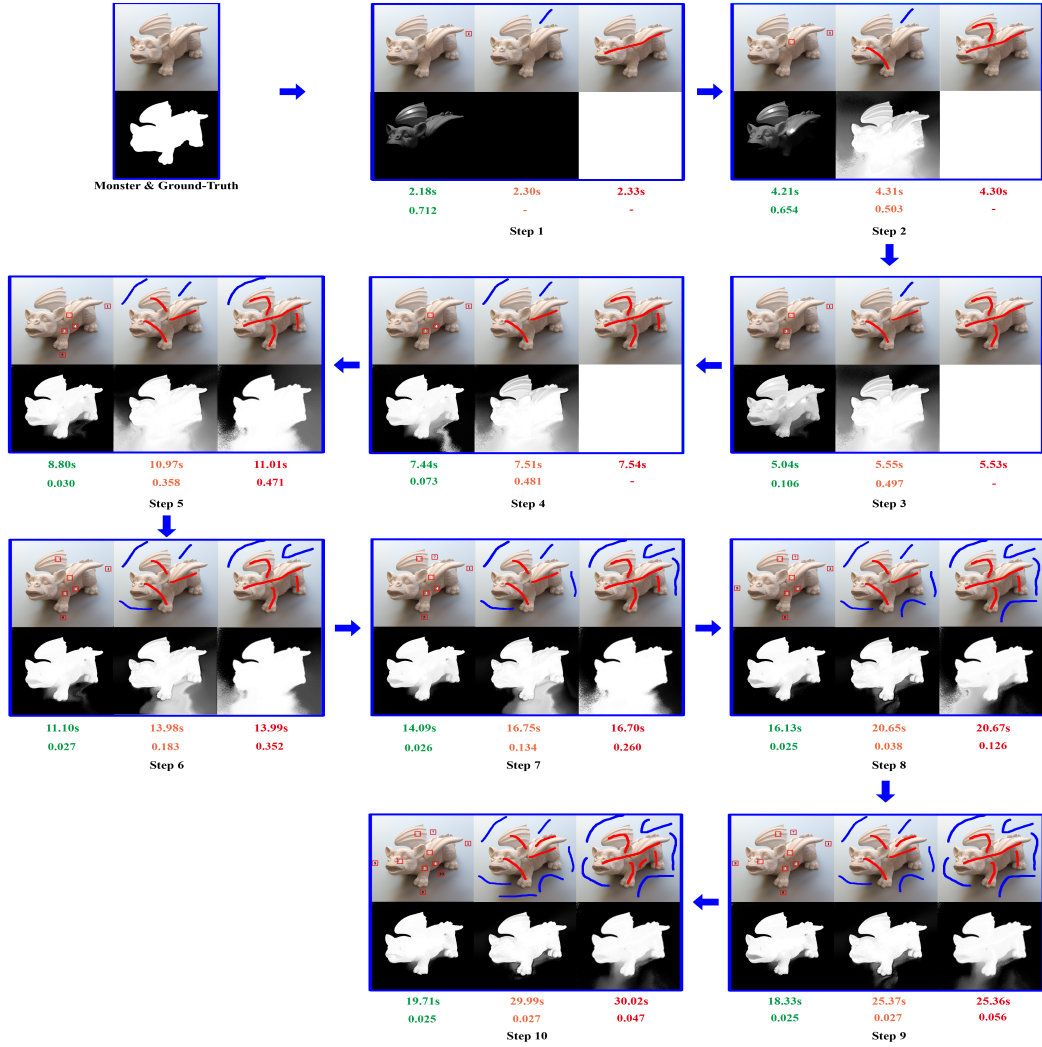 Monster & Ground-Truth
2.18s 2.30s 2.33s
0.712 - -
Step 1
4.21s 4.31s 4.30s
0.654 0.503 -
Step 2
5.04s 5.55s 5.53s
0.106 0.497 -
Step 3
7.44s 7.51s 7.54s
0.073 0.481 -
Step 4
8.80s 10.97s 11.01s
0.030 0.358 0.471
Step 5
11.10s 13.98s 13.99s
0.027 0.183 0.352
Step 6
14.09s 16.75s 16.70s
0.026 0.134 0.260
Step 7
16.13s 20.65s 20.67s
0.025 0.038 0.126
Step 8
18.33s 25.37s 25.36s
0.025 0.027 0.056
Step 9
19.71s 29.99s 30.02s
0.025 0.027 0.047
Step 10